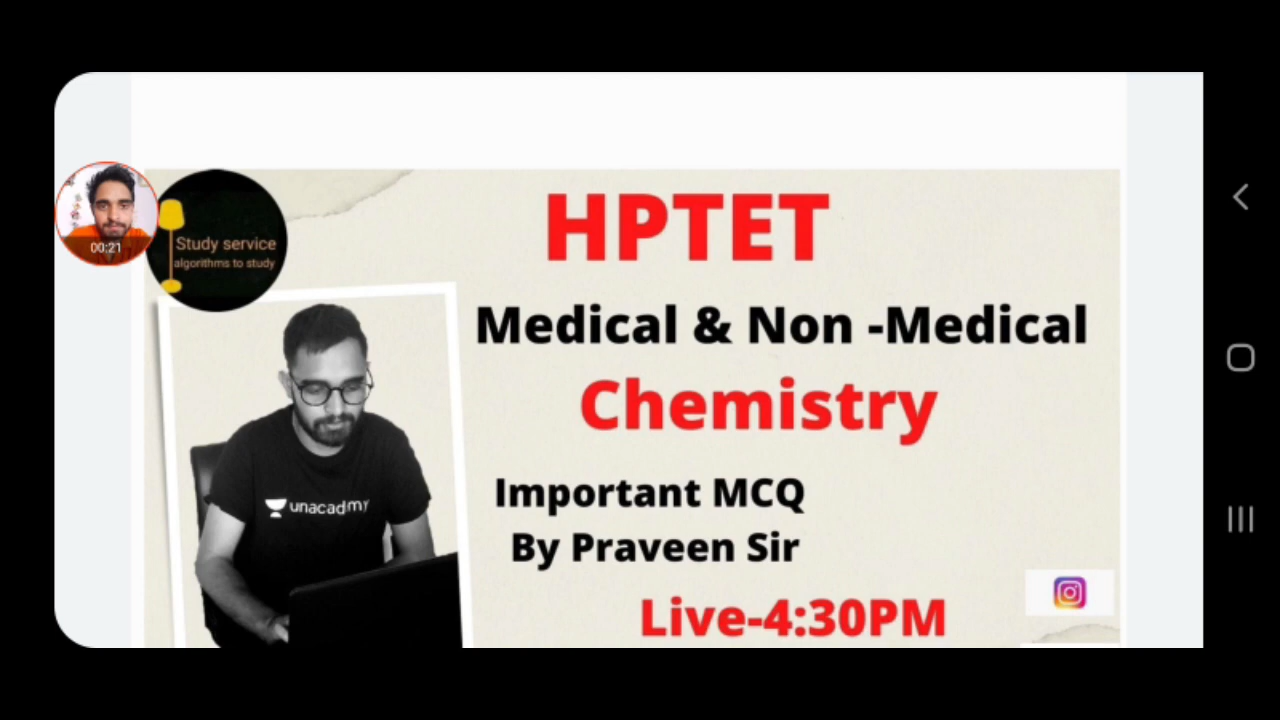 HPTET
Study service
algorithms to study
00:21
Medical & Non -Medical
Chemistry
unacademy
Important MCQ
By Praveen Sir
Live-4:30PM